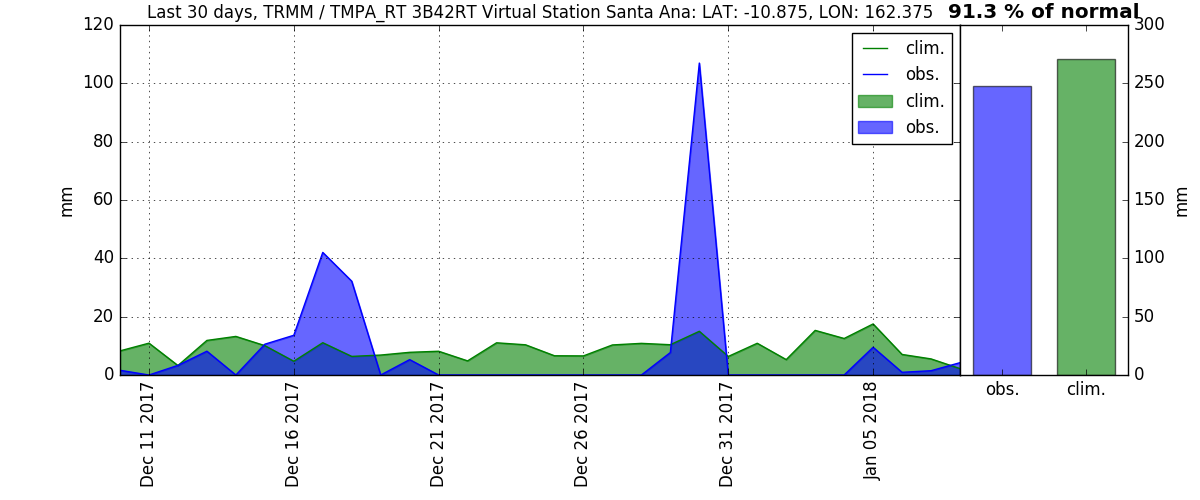 Last 30 days, TRMM / TMPA_RT 3B42RT Virtual Station Santa Ana: LAT: -10.875, LON: 162.375 91.3 % of normal
120
100
80
60
40
20
0
mm
clim.
obs.
clim.
obs.
Dec 11 2017
Dec 16 2017
Dec 21 2017
Dec 26 2017
Dec 31 2017
Jan 05 2018
300
250
200
150
100
50
0
mm
obs. clim.